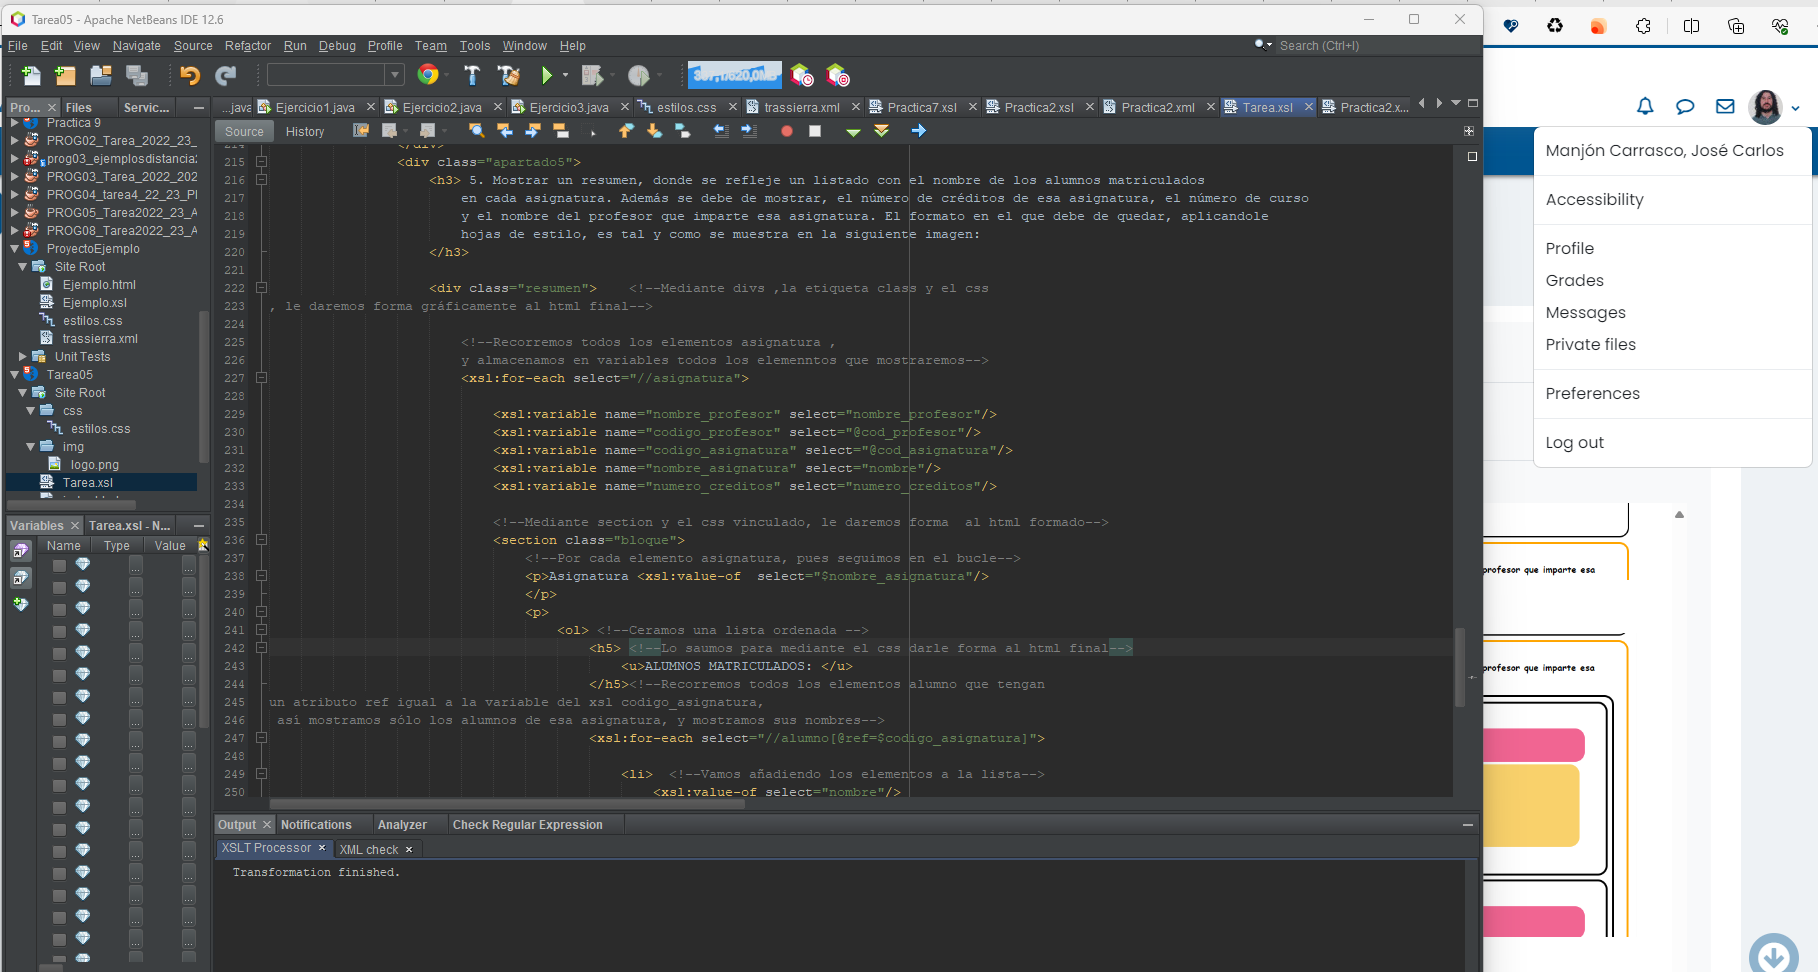 Tarea05 - Apache NetBeans IDE 12.6
File Edit View Navigate Source Refactor Run Debug Profile Team Tools Window Help
Search (Ctrl+I)
Pro... Files Servic...
...java Ejercicio1.java Ejercicio2.java Ejercicio3.java estilos.css trassierra.xml Practica7.xsl Practica2.xsl Practica2.xml Tarea.xsl Practica2.x...
Source History
Practica 9
PROG02_Tarea_2022_23_
prog03_ejemplosdistancia
PROG03_Tarea_2022_202
PROG04_tarea4_22_23_Pl
PROG05_Tarea2022_23_A
PROG08_Tarea2022_23_A
ProyectoEjemplo
Site Root
Ejemplo.html
Ejemplo.xsl
estilos.css
trassierra.xml
Unit Tests
Tarea05
Site Root
css
estilos.css
img
logo.png
Tarea.xsl
Variables Tarea.xsl - N...
Name Type Value
214 </div>
215 <div class="apartado5">
216 <h3> 5. Mostrar un resumen, donde se refleje un listado con el nombre de los alumnos matriculados
217 en cada asignatura. Además se debe de mostrar, el número de créditos de esa asignatura, el número de curso
218 y el nombre del profesor que imparte esa asignatura. El formato en el que debe de quedar, aplicandole
219 hojas de estilo, es tal y como se muestra en la siguiente imagen:
220 </h3>
221
222 <div class="resumen"> <!--Mediante divs ,la etiqueta class y el css
223 , le daremos forma gráficamente al html final-->
224
225 <!--Recorremos todos los elementos asignatura ,
226 y almacenamos en variables todos los elemenntos que mostraremos-->
227 <xsl:for-each select="//asignatura">
228
229 <xsl:variable name="nombre_profesor" select="nombre_profesor"/>
230 <xsl:variable name="codigo_profesor" select="@cod_profesor"/>
231 <xsl:variable name="codigo_asignatura" select="@cod_asignatura"/>
232 <xsl:variable name="nombre_asignatura" select="nombre"/>
233 <xsl:variable name="numero_creditos" select="numero_creditos"/>
234
235 <!--Mediante section y el css vinculado, le daremos forma  al html formado-->
236 <section class="bloque">
237 <!--Por cada elemento asignatura, pues seguimos en el bucle-->
238 <p>Asignatura <xsl:value-of  select="$nombre_asignatura"/>
239 </p>
240 <p>
241 <ol> <!--Ceramos una lista ordenada -->
242 <h5> <!--Lo saumos para mediante el css darle forma al html final-->
243 <u>ALUMNOS MATRICULADOS: </u>
244 </h5><!--Recorremos todos los elementos alumno que tengan
245 un atributo ref igual a la variable del xsl codigo_asignatura,
246 así mostramos sólo los alumnos de esa asignatura, y mostramos sus nombres-->
247 <xsl:for-each select="//alumno[@ref=$codigo_asignatura]">
248
249 <li>  <!--Vamos añadiendo los elementos a la lista-->
250 <xsl:value-of select="nombre"/>
Output Notifications Analyzer Check Regular Expression
XSLT Processor XML check
Transformation finished.
Manjón Carrasco, José Carlos
Accessibility
Profile
Grades
Messages
Private files
Preferences
Log out
profesor que imparte esa
profesor que imparte esa